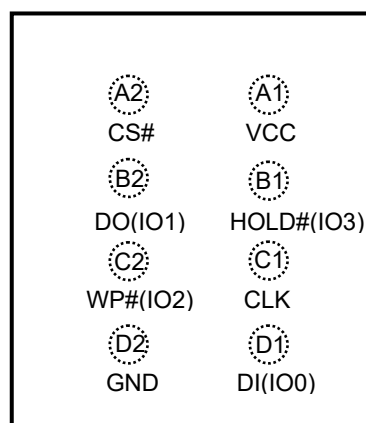 A2 A1
CS# VCC
B2 B1
DO(IO1) HOLD#(IO3)
C2 C1
WP#(IO2) CLK
D2 D1
GND DI(IO0)